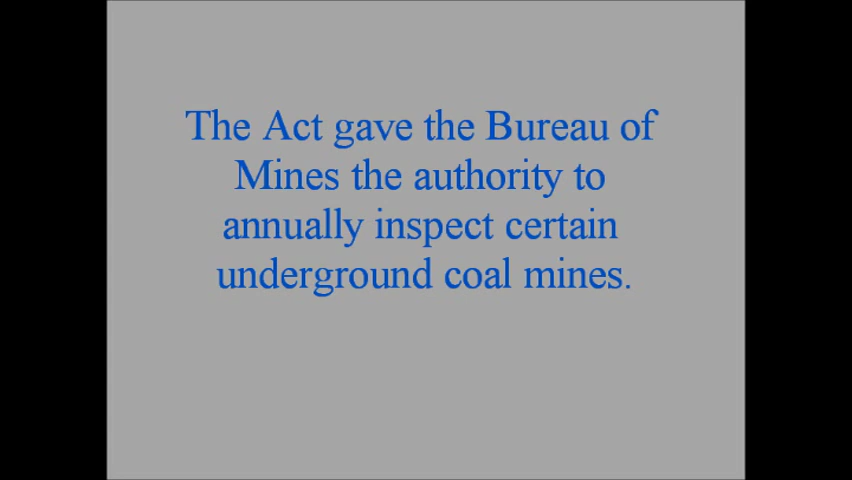 The Act gave the Bureau of
Mines the authority to
annually inspect certain
underground coal mines.